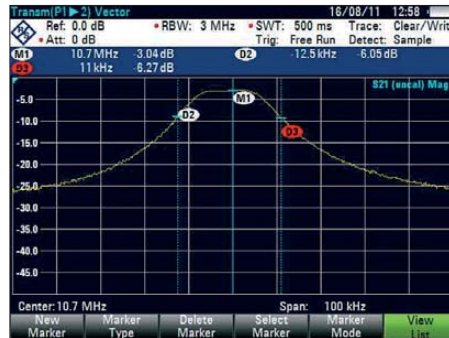 Transm(P1►2) Vector 16/08/11 12:58
Ref: 0.0 dB • RBW: 3 MHz • SWT: 500 ms Trace: Clear/Writ
• Att: 0 dB Trig: Free Run Detect: Sample
M1 10.7 MHz -3.04 dB D2 -12.5 kHz -6.05 dB
D3 11 kHz -6.27 dB
S21 (uncal) Mag
-5.0
D2 M1
-10.0
D3
-15.0
-20.0
-25.0
-30.0
-35.0
-40.0
-45.0
Center: 10.7 MHz Span: 100 kHz
New Marker Delete Select Marker View
Marker Type Marker Marker Mode List